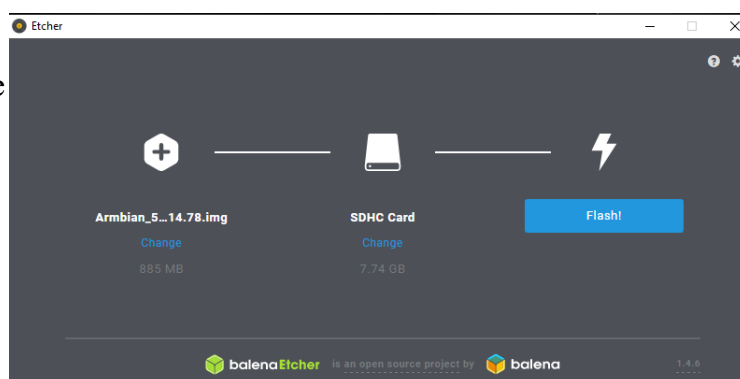 Etcher
e
Armbian_5...14.78.img
SDHC Card
Flash!
Change
Change
885 MB
7.74 GB
balenaEtcher is an open source project by balena
1.4.6